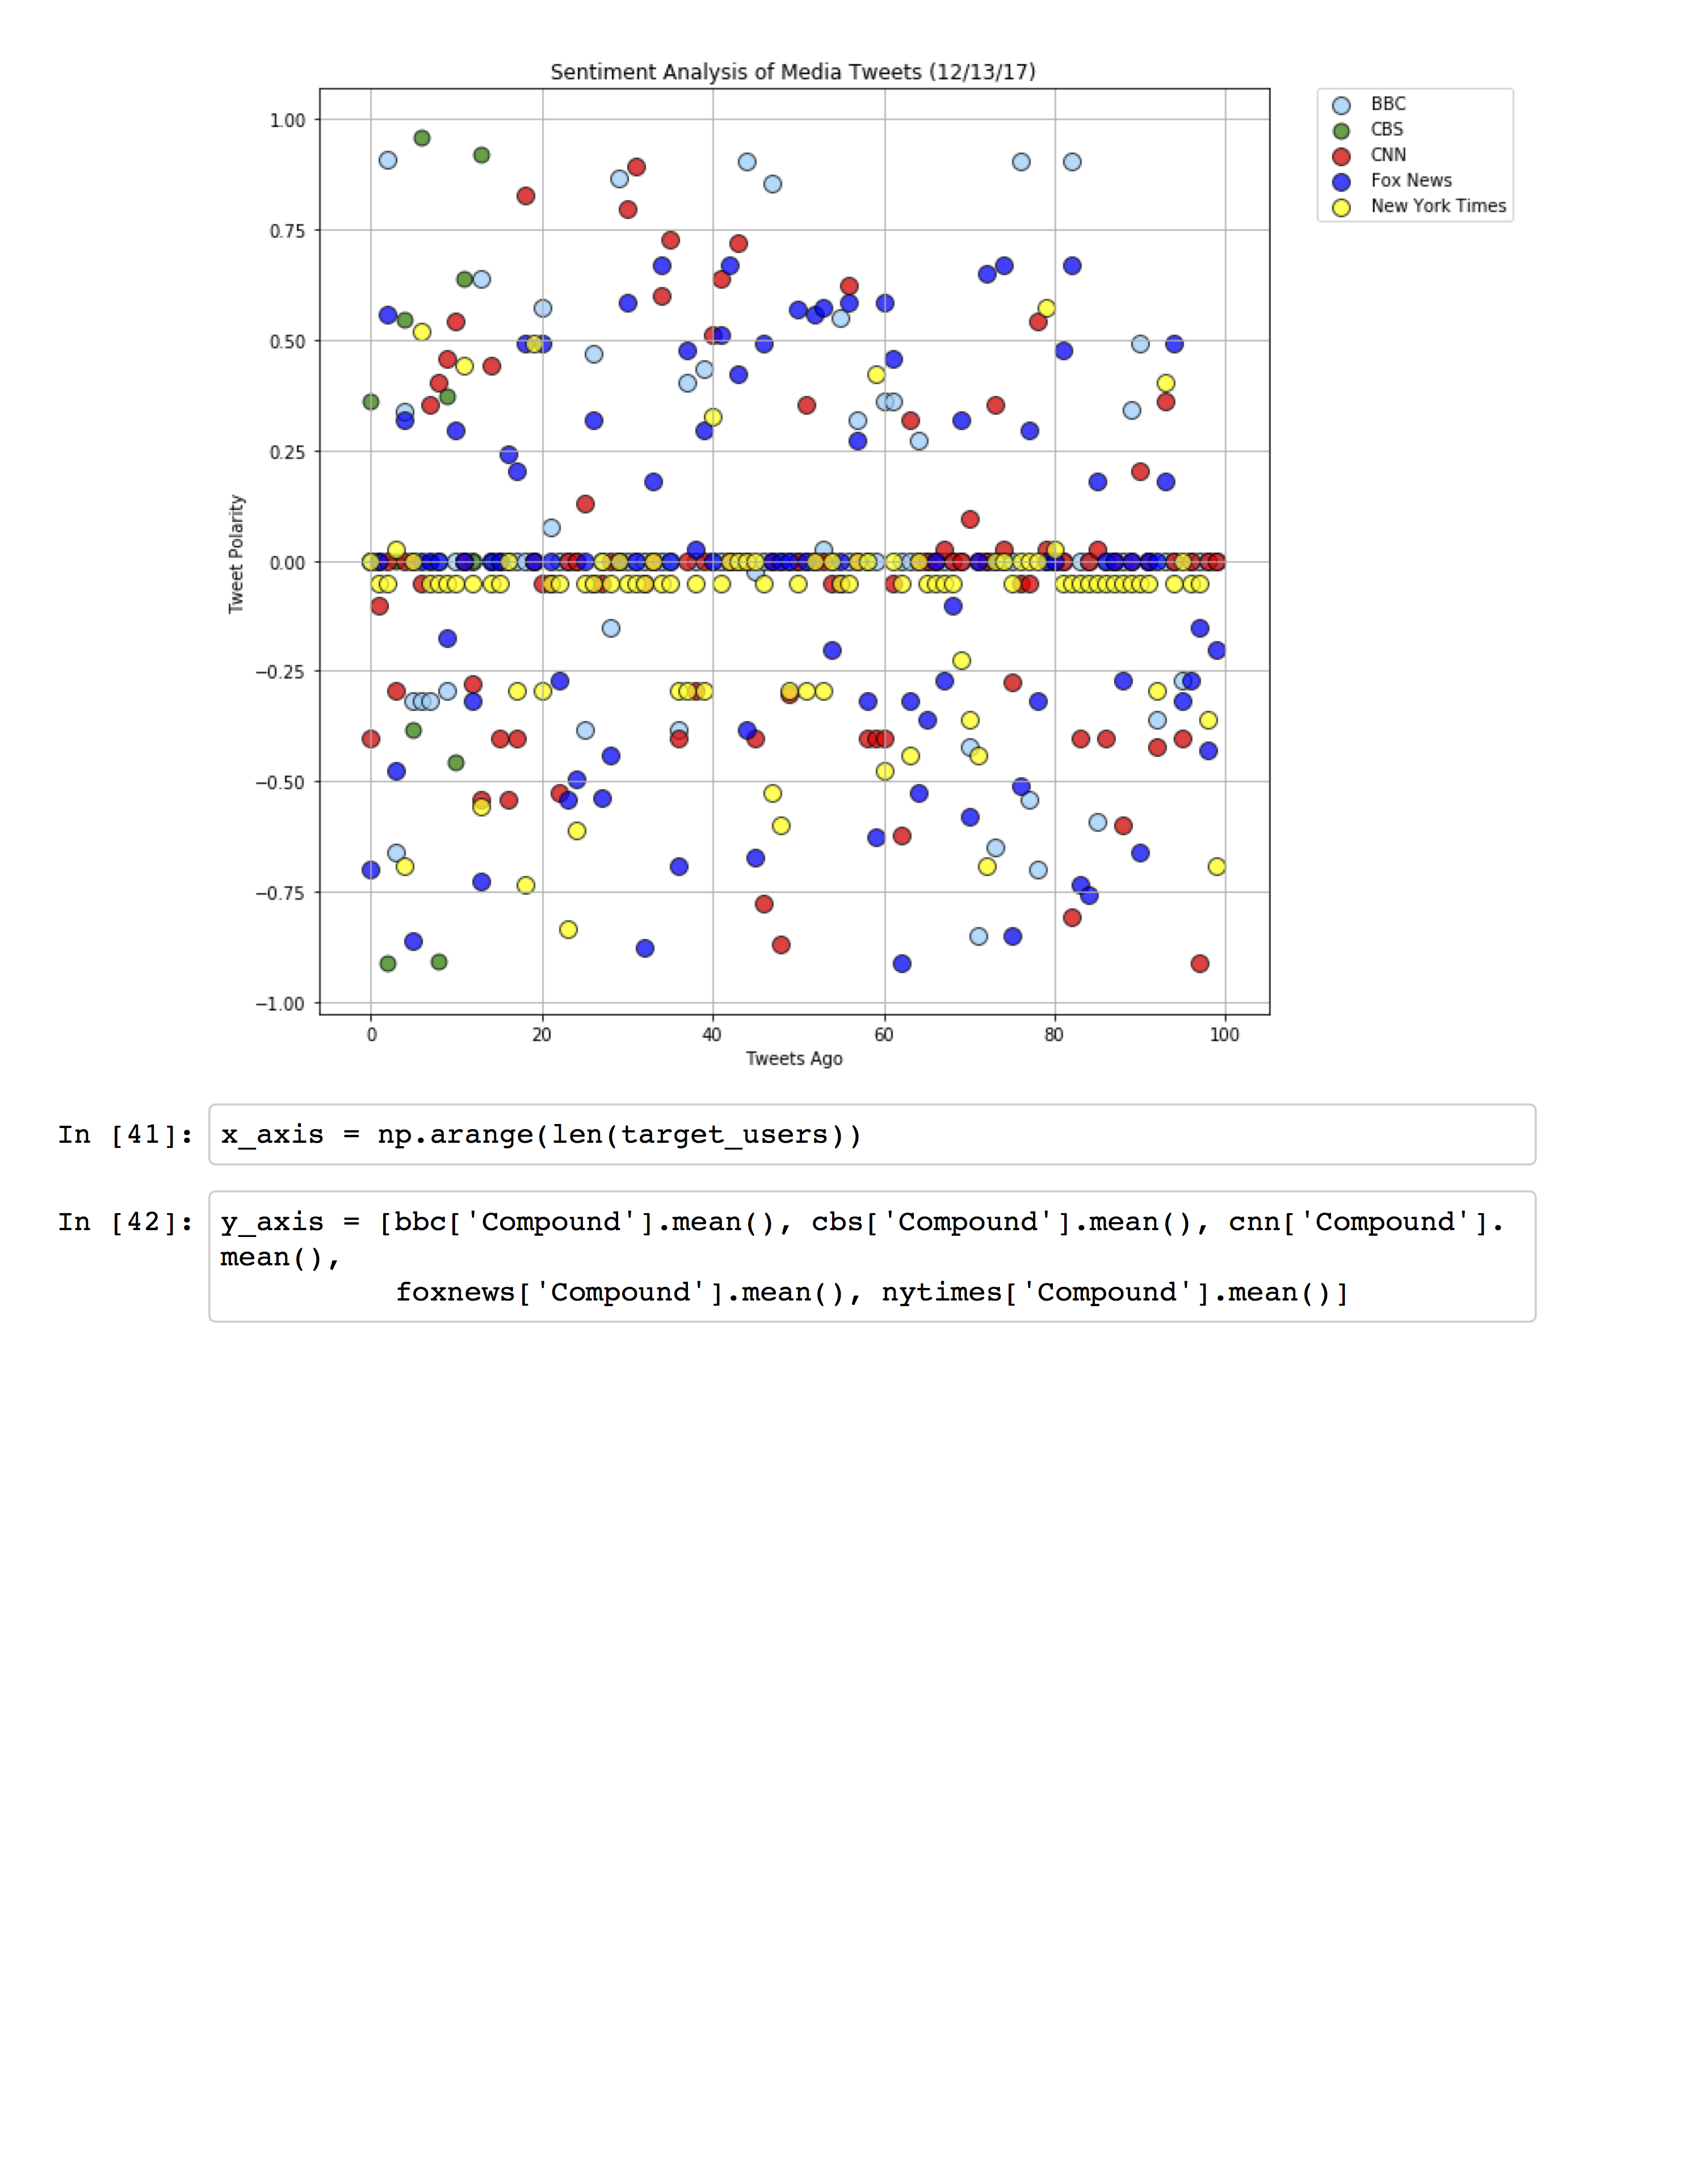 Sentiment Analysis of Media Tweets (12/13/17)
BBC
CBS
CNN
Fox News
New York Times
1.00
0.75
0.50
0.25
0.00
−0.25
−0.50
−0.75
−1.00
Tweet Polarity
0 20 40 60 80 100
Tweets Ago
In [41]: x_axis = np.arange(len(target_users))
In [42]: y_axis = [bbc['Compound'].mean(), cbs['Compound'].mean(), cnn['Compound'].
mean(),
foxnews['Compound'].mean(), nytimes['Compound'].mean()]